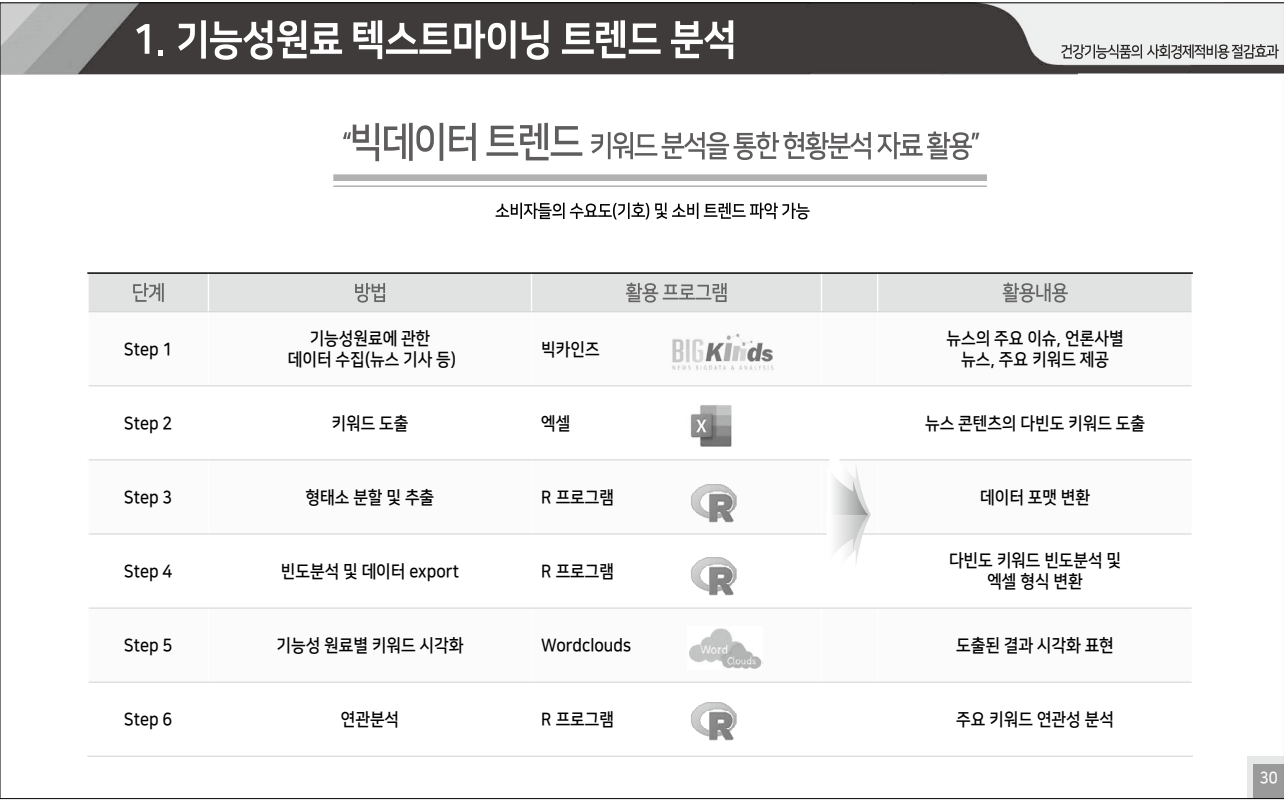 1. 기능성원료 텍스트마이닝 트렌드 분석
건강기능식품의 사회경제적비용 절감효과
“빅데이터 트렌드 키워드 분석을 통한 현황분석 자료 활용”
소비자들의 수요도(기호) 및 소비 트렌드 파악 가능
단계 방법 활용 프로그램 활용내용
Step 1
기능성원료에 관한
데이터 수집(뉴스 기사 등)
빅카인즈
BIG Kinds
NEWS BIGDATA & ANALYSIS
뉴스의 주요 이슈, 언론사별
뉴스, 주요 키워드 제공
Step 2 키워드 도출 엑셀 X 뉴스 콘텐츠의 다빈도 키워드 도출
Step 3 형태소 분할 및 추출 R 프로그램 R 데이터 포맷 변환
Step 4 빈도분석 및 데이터 export R 프로그램 R
다빈도 키워드 빈도분석 및
엑셀 형식 변환
Step 5 기능성 원료별 키워드 시각화 Wordclouds
Word
Clouds
도출된 결과 시각화 표현
Step 6 연관분석 R 프로그램 R 주요 키워드 연관성 분석
30